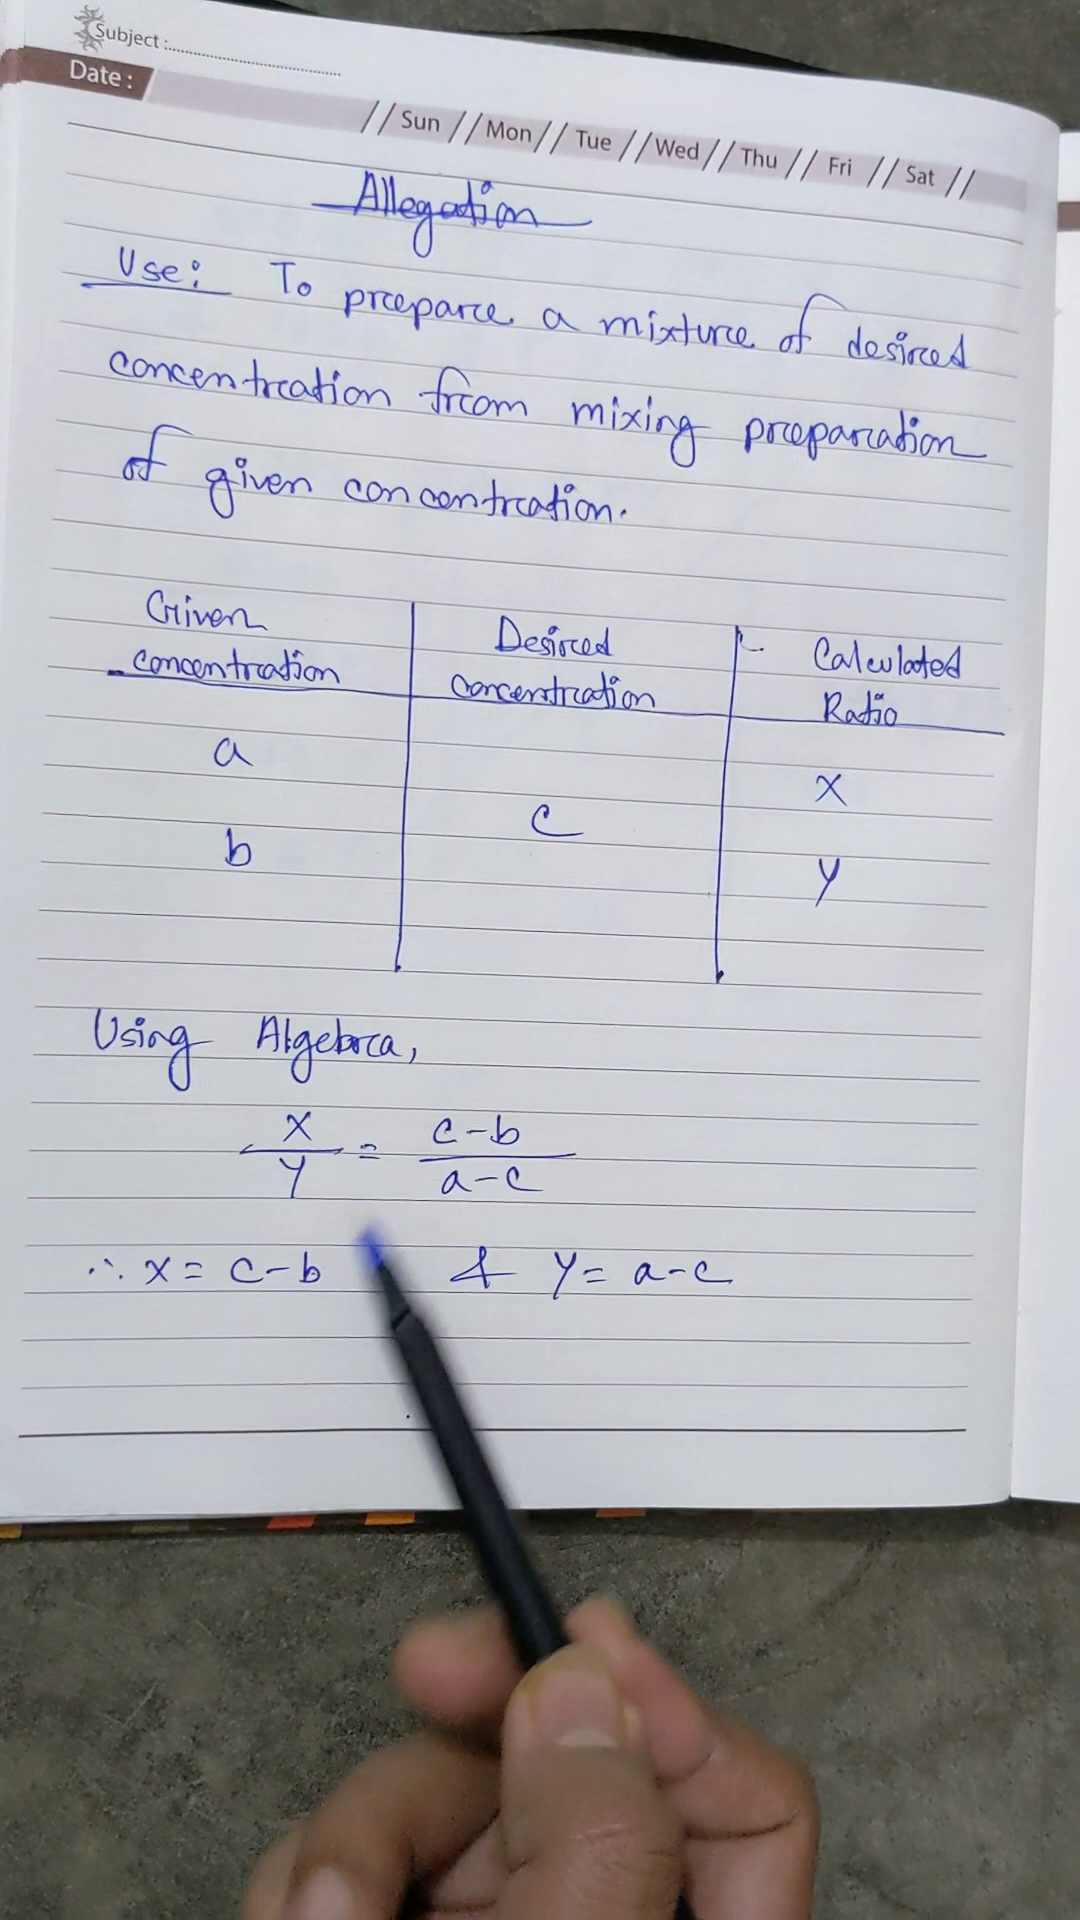 Subject :
Date :
// Sun // Mon // Tue // Wed // Thu // Fri // Sat //
Allegation
Use: To prepare a mixture of desired
concentration from mixing preparation
of given concentration.
Given concentration | Desired concentration | Calculated Ratio
a
x
c
b
y
Using Algebra,
x/y = c-b/a-c
∴ x = c-b & y = a-c